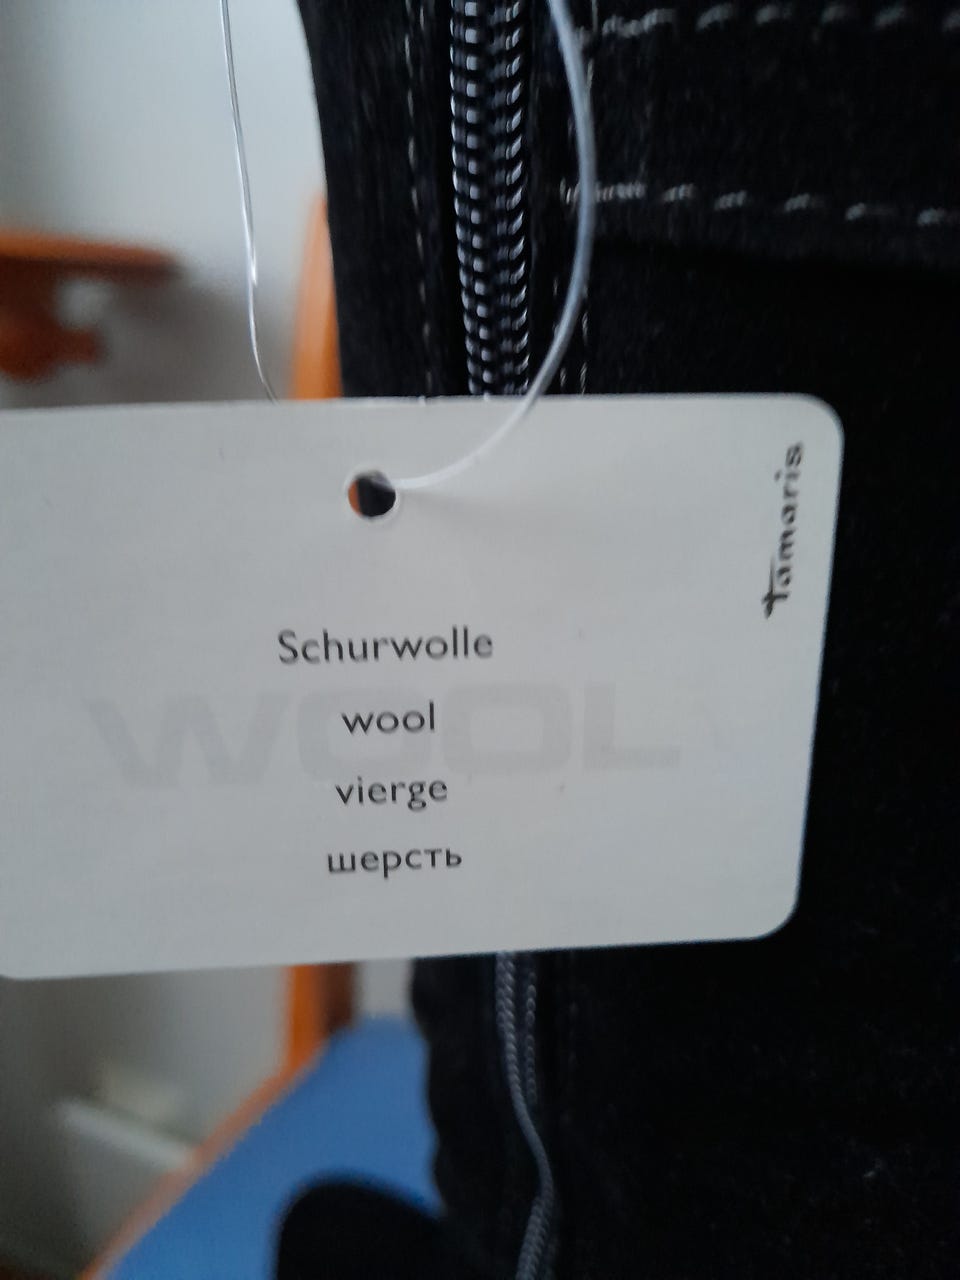 tamaris
Schurwolle
WOOL
wool
vierge
шерсть